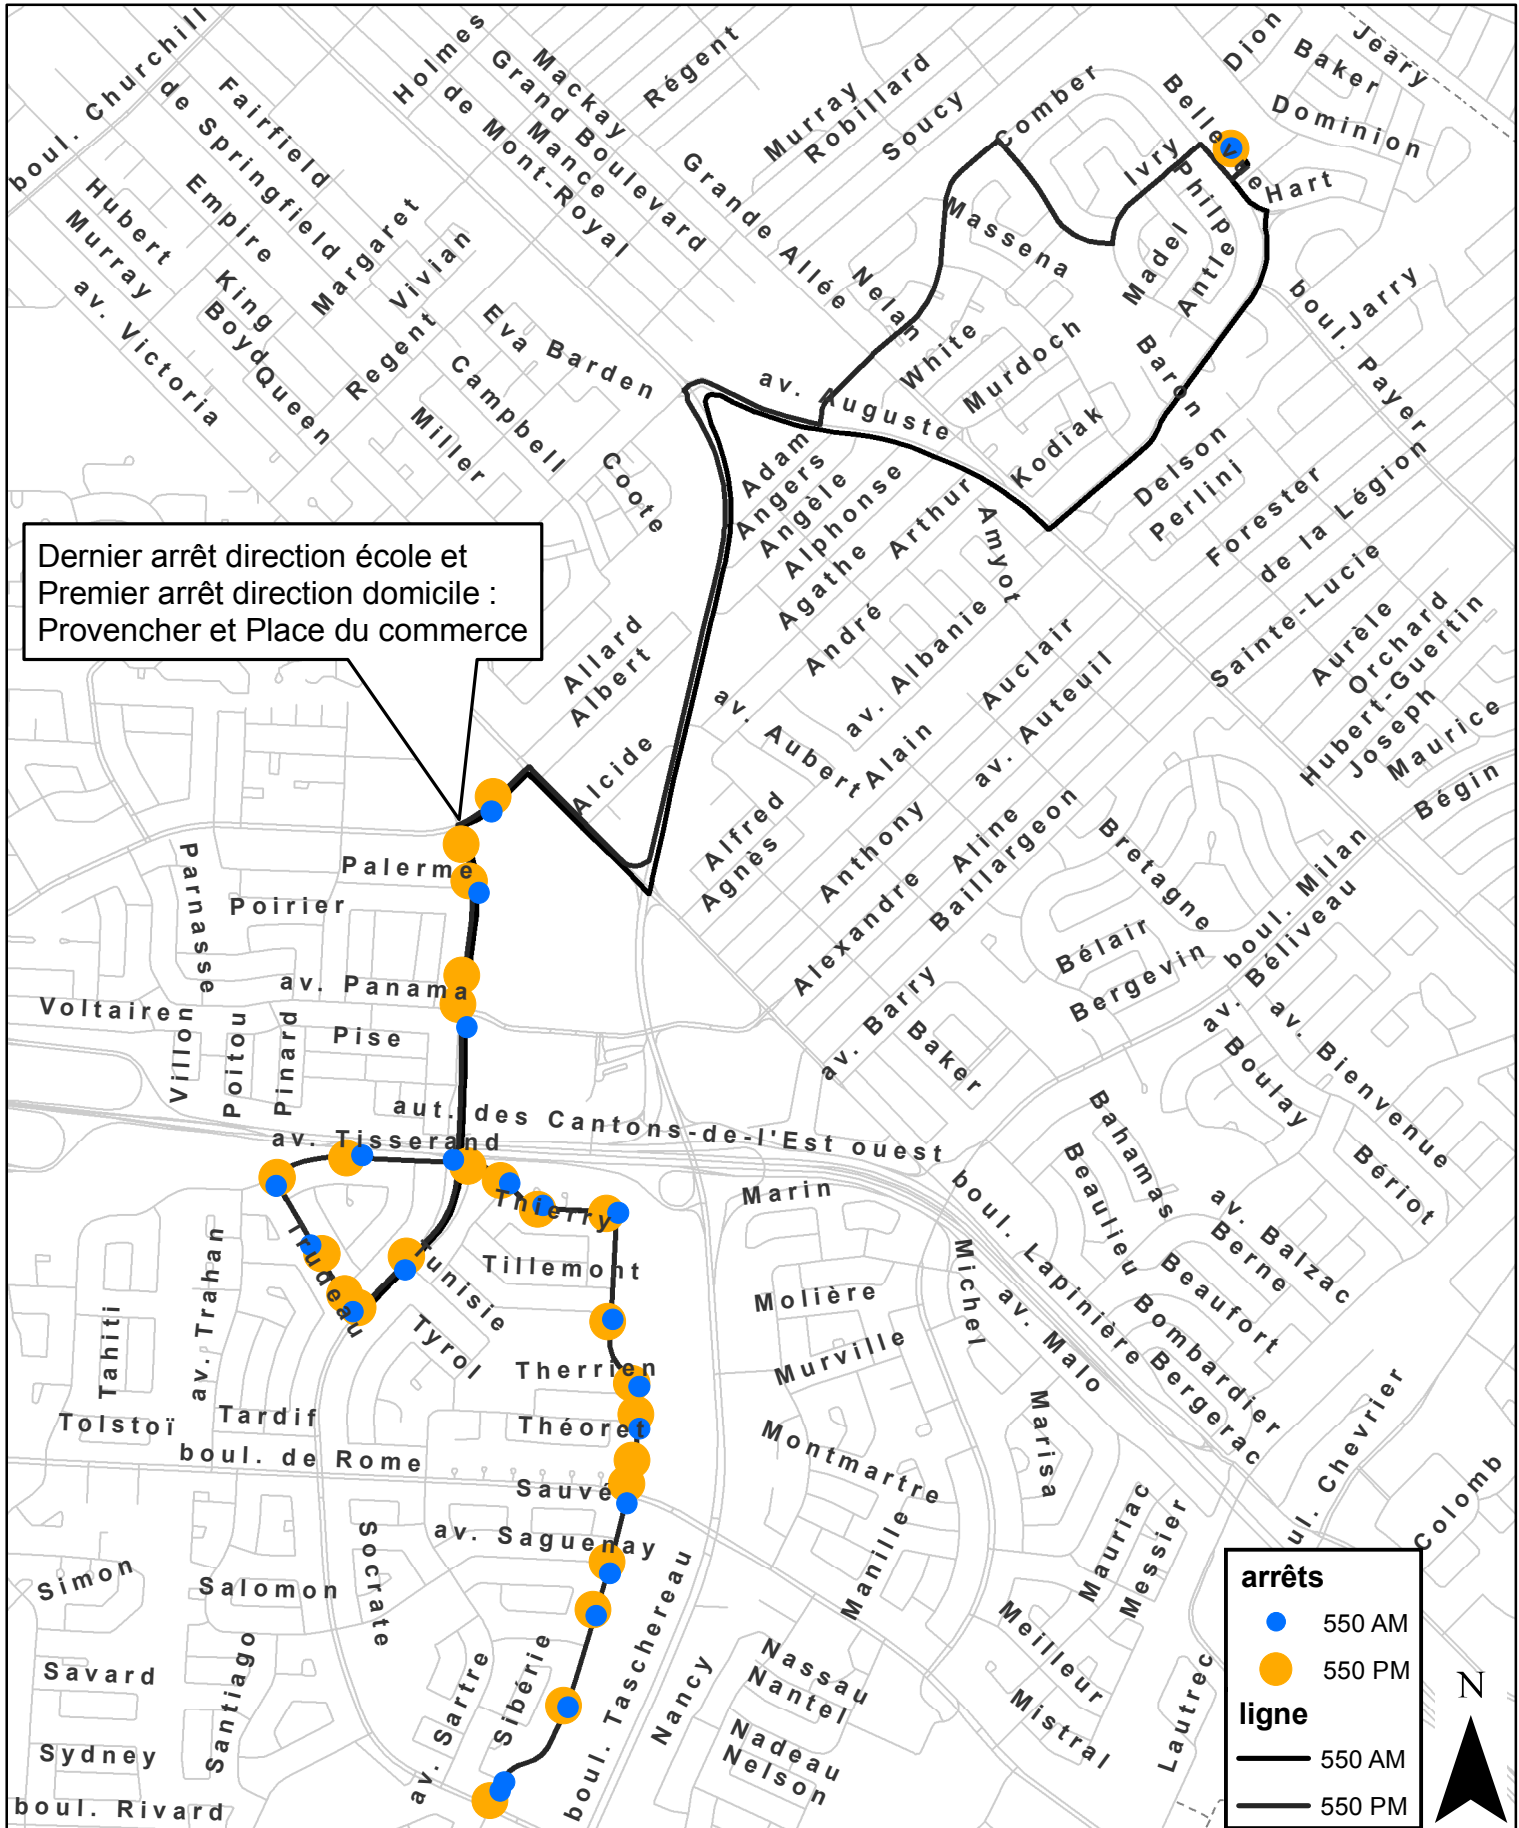 boul. Churchill
Fairfield
de Springfield
Holmes
Mackay
Grand Boulevard
Mance
de Mont-Royal
Régent
Murray
Robillard
Soucy
Comber
Bellevue
Dion
Baker
Jeary
Dominion
Hart
Ivry
Philp
Antle
Madel
Massena
Grande Allée
Nelan
White
Murdoch
Kodiak
Baron
boul. Payer
Jarry
Hubert
Murray
av. Victoria
Empire
King
Boyd
Queen
Margaret
Vivian
Regent
Miller
Campbell
Eva Barden
Coote
av. Auguste
Adam
Angers
Angèle
Alphonse
Agathe
Arthur
Amyot
André
av. Albanie
Delson
Perlini
Forester
de la Légion
Sainte-Lucie
Aurèle
Orchard
Hubert-Guertin
Joseph
Maurice
Bégin
Dernier arrêt direction école et
Premier arrêt direction domicile :
Provencher et Place du commerce
Allard
Albert
Alcide
av. Aubert
Alain
Auclair
av. Auteuil
Alfred
Agnès
Anthony
Alexandre
Aline
Baillargeon
Bretagne
boul. Milan
av. Béliveau
Bélair
Bergevin
av. Barry
Baker
Boulay
av. Bienvenue
Bériot
Parnasse
Palerme
Poirier
av. Panama
Voltaire
Villon
Poitou
Pinard
Pise
aut. des Cantons-de-l'Est ouest
av. Tisserand
Thierry
Trudeau
Tunisie
Tillemont
Tyrol
av. Trahan
Tahiti
Tolstoï
Tardif
Therrien
Théoret
boul. de Rome
Sauvé
av. Saguenay
Marin
Molière
Murville
Michel
boul. Lapinière
av. Malo
Bahamas
Beaulieu
av. Balzac
Berne
Beaufort
Bombardier
Bergerac
boul. Chevrier
Colomb
Montmartre
Marisa
Manille
Mauriac
Messier
Meilleur
Mistral
Lautrec
Simon
Salomon
Socrate
Savard
Santiago
Sydney
boul. Rivard
av. Sartre
Sibérie
boul. Taschereau
Nancy
Nassau
Nantel
Nadeau
Nelson
arrêts
550 AM
550 PM
ligne
550 AM
550 PM
N